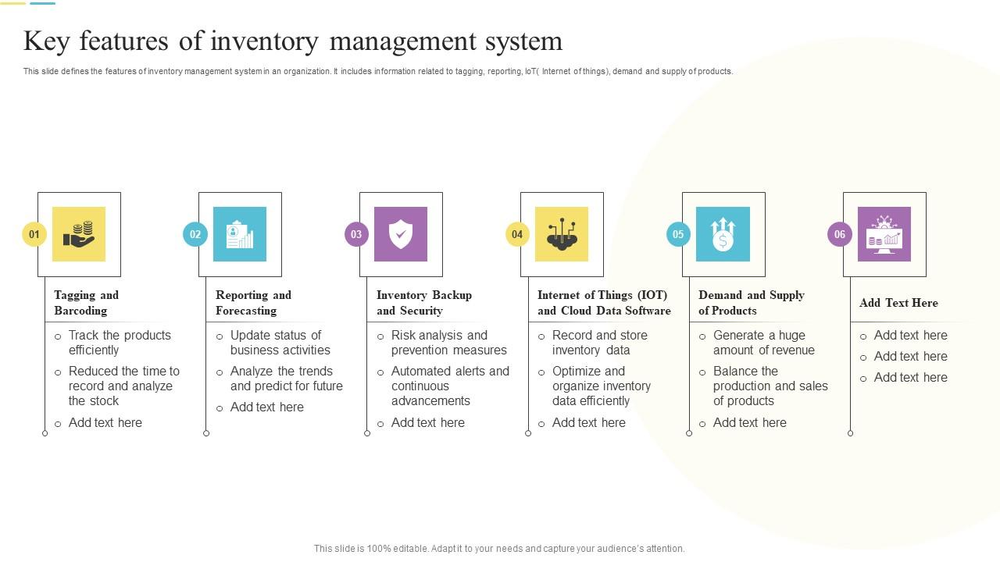 Key features of inventory management system
This slide defines the features of inventory management system in an organization. It includes information related to tagging, reporting, IoT( Internet of things), demand and supply of products.
01
Tagging and
Barcoding
Track the products
efficiently
Reduced the time to
record and analyze
the stock
Add text here
02
Reporting and
Forecasting
Update status of
business activities
Analyze the trends
and predict for future
Add text here
03
Inventory Backup
and Security
Risk analysis and
prevention measures
Automated alerts and
continuous
advancements
Add text here
04
Internet of Things (IOT)
and Cloud Data Software
Record and store
inventory data
Optimize and
organize inventory
data efficiently
Add text here
05
Demand and Supply
of Products
Generate a huge
amount of revenue
Balance the
production and sales
of products
Add text here
06
Add Text Here
Add text here
Add text here
Add text here
This slide is 100% editable. Adapt it to your needs and capture your audience’s attention.